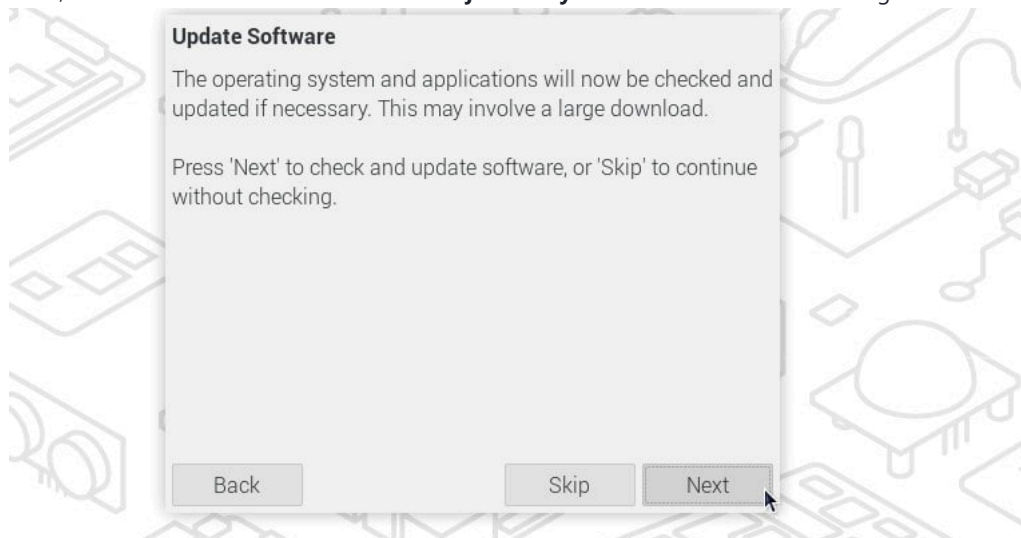 Update Software
The operating system and applications will now be checked and
updated if necessary. This may involve a large download.
Press 'Next' to check and update software, or 'Skip' to continue
without checking.
Back
Skip
Next